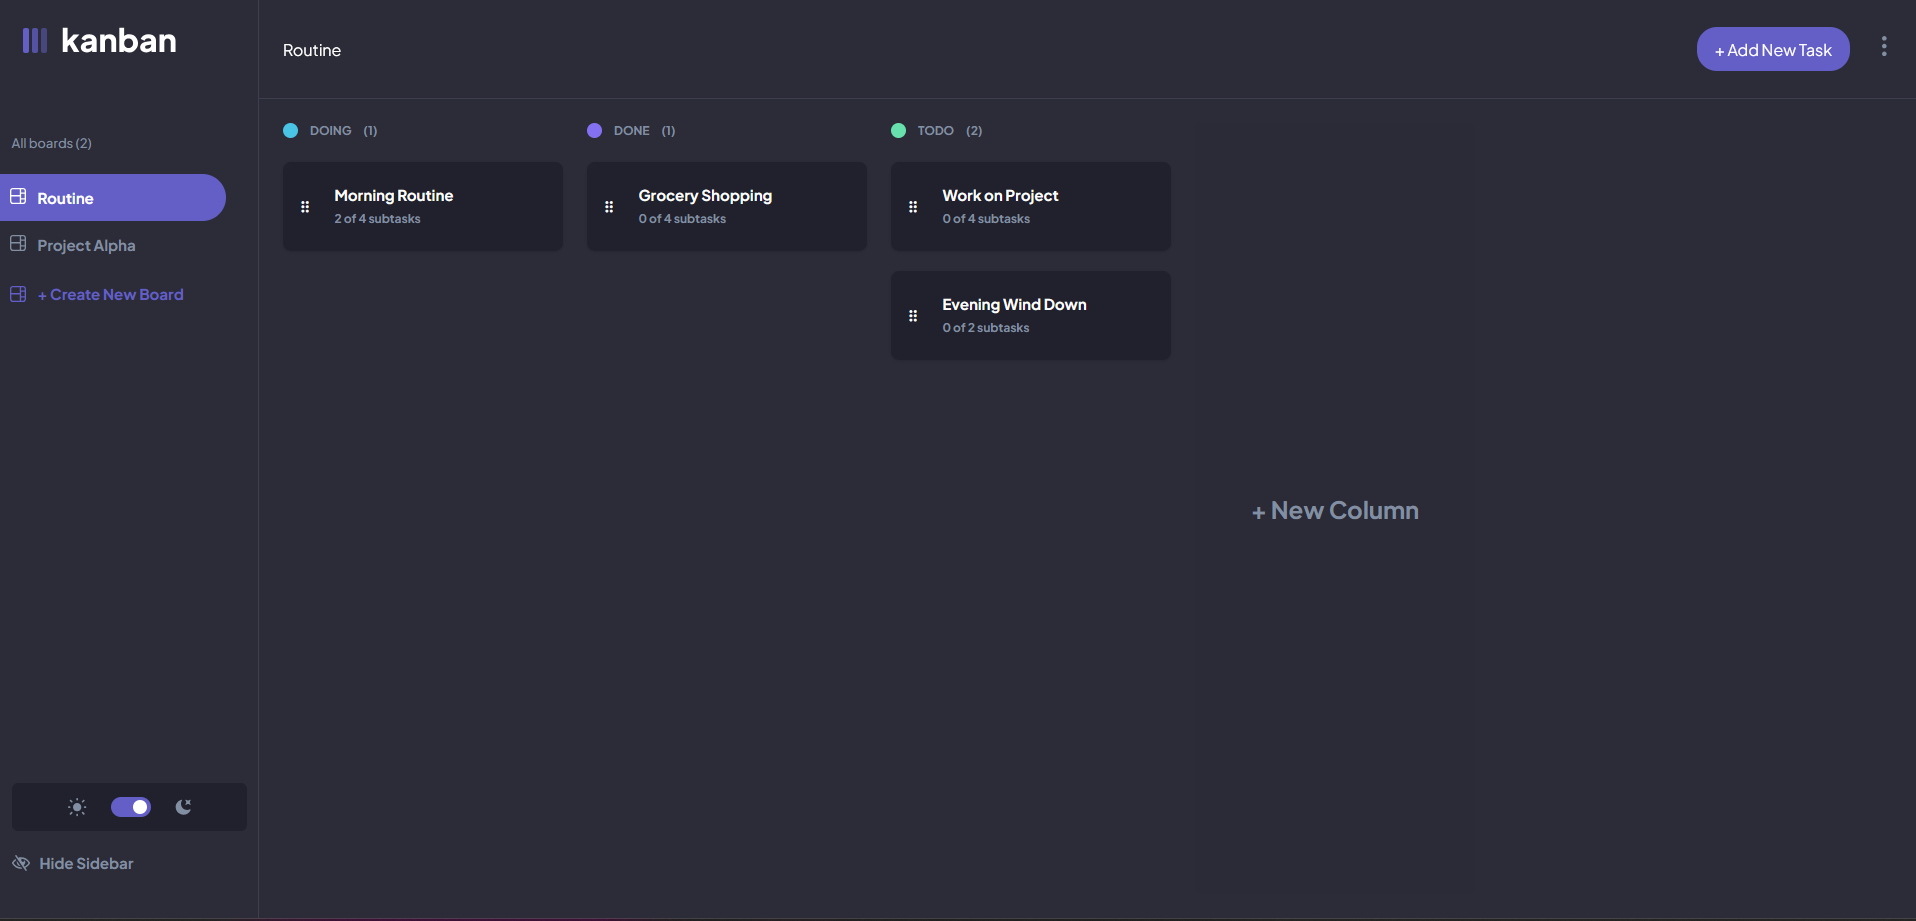 kanban
All boards (2)
Routine
Project Alpha
+ Create New Board
Hide Sidebar
Routine
+ Add New Task
DOING (1)
Morning Routine
2 of 4 subtasks
DONE (1)
Grocery Shopping
0 of 4 subtasks
TODO (2)
Work on Project
0 of 4 subtasks
Evening Wind Down
0 of 2 subtasks
+ New Column